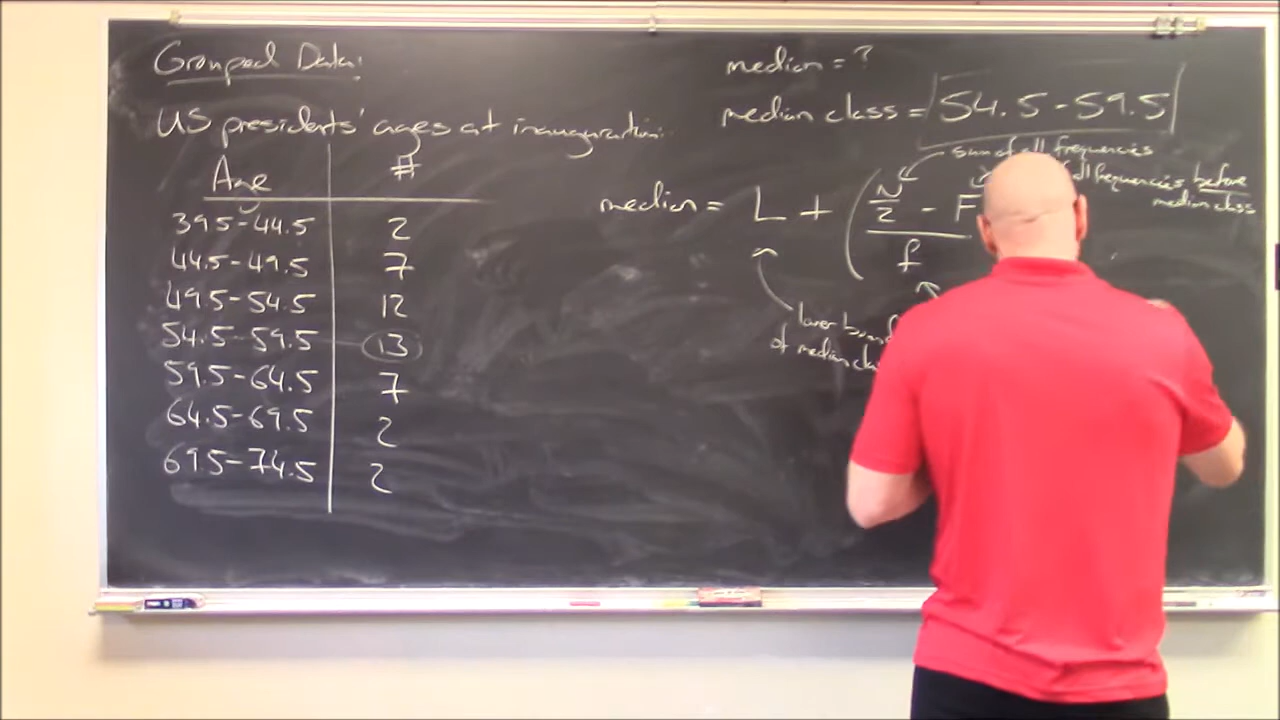 Grouped Data:
US presidents' ages at inauguration:
Age #
39.5-44.5 2
44.5-49.5 7
49.5-54.5 12
54.5-59.5 13
59.5-64.5 7
64.5-69.5 2
69.5-74.5 2
median = ?
median class = 54.5-59.5
sum of all frequencies
all frequencies before
median class
median = L + ( N/2 - F
f
lower
of median